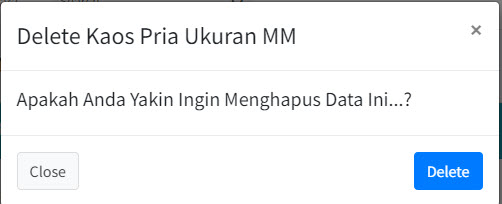 Delete Kaos Pria Ukuran MM
×
Apakah Anda Yakin Ingin Menghapus Data Ini...?
Close
Delete